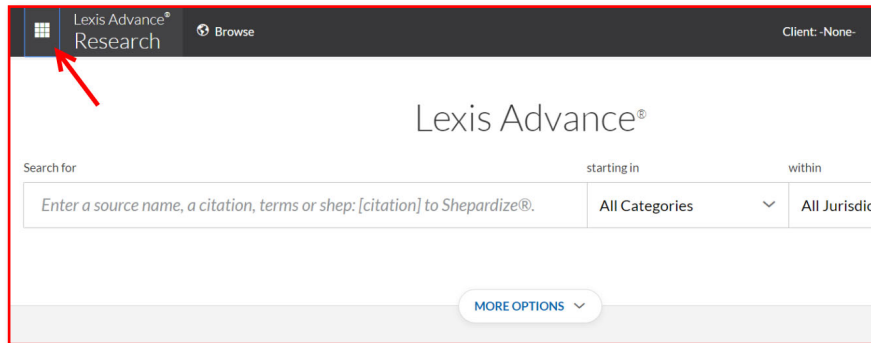 Lexis Advance®
Research
Browse
Client: -None-
Lexis Advance®
Search for
starting in
within
Enter a source name, a citation, terms or shep: [citation] to Shepardize®.
All Categories
All Jurisdic
MORE OPTIONS